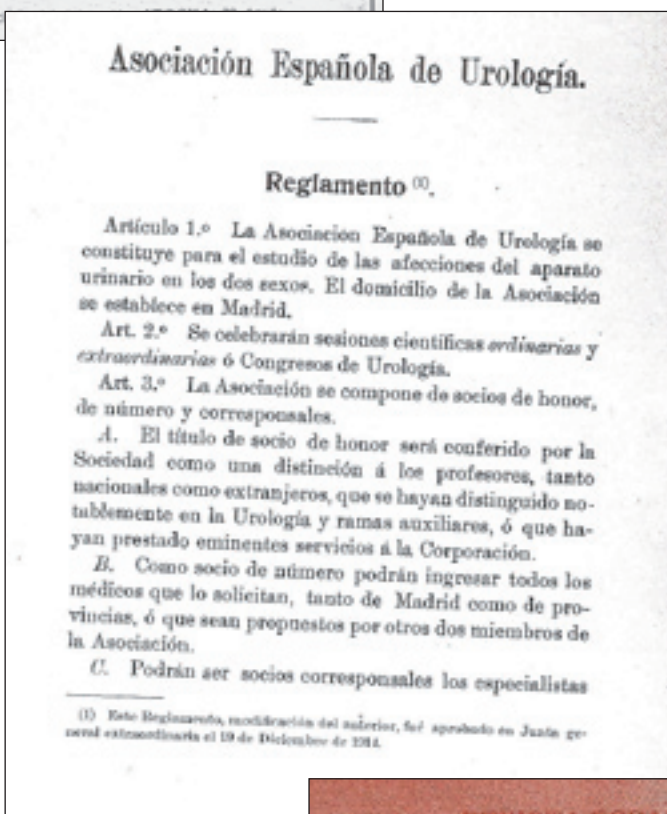 Asociación Española de Urología.
Reglamento (1).
Artículo 1.º La Asociacion Española de Urología se
constituye para el estudio de las afecciones del aparato
urinario en los dos sexos. El domicilio de la Asociación
se establece en Madrid.
Art. 2.º Se celebrarán sesiones científicas ordinarias y
extraordinarias ó Congresos de Urología.
Art. 3.º La Asociación se compone de socios de honor,
de número y corresponsales.
A. El título de socio de honor será conferido por la
Sociedad como una distinción á los profesores, tanto
nacionales como extranjeros, que se hayan distinguido no-
tablemente en la Urología y ramas auxiliares, ó que ha-
yan prestado eminentes servicios á la Corporación.
B. Como socio de número podrán ingresar todos los
médicos que lo solicitan, tanto de Madrid como de pro-
vincias, ó que sean propuestos por otros dos miembros de
la Asociación.
C. Podrán ser socios corresponsales los especialistas
(1) Este Reglamento, modificación del anterior, fué aprobado en Junta ge-
neral extraordinaria el 19 de Diciembre de